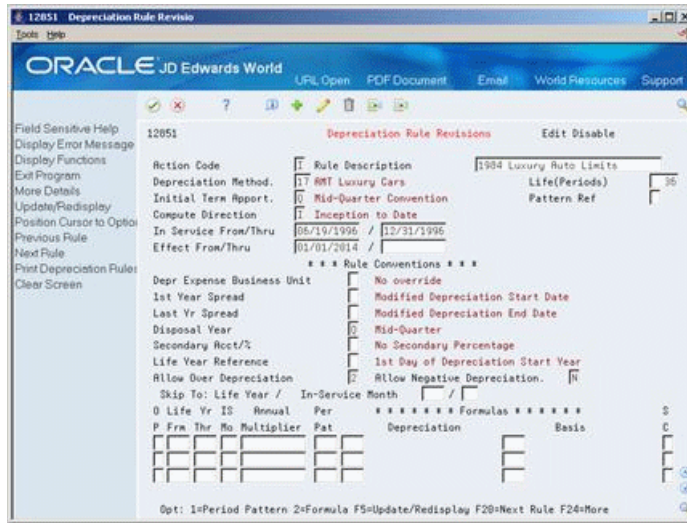 12851 Depreciation Rule Revisio
Tools Help
ORACLE JD Edwards World
URL Open PDF Document Email World Resources Support
Field Sensitive Help
Display Error Message
Display Functions
Exit Program
More Details
Update/Redisplay
Position Cursor to Option
Previous Rule
Next Rule
Print Depreciation Rules
Clear Screen
12851 Depreciation Rule Revisions Edit Disable
Action Code I Rule Description 1984 Luxury Auto Limits
Depreciation Method. 17 AMT Luxury Cars Life(Periods) 36
Initial Term Apport. Q Mid-Quarter Convention Pattern Ref
Compute Direction I Inception to Date
In Service From/Thru 06/19/1996 / 12/31/1996
Effect From/Thru 01/01/2014 /
* * * Rule Conventions * * *
Depr Expense Business Unit No override
1st Year Spread Modified Depreciation Start Date
Last Yr Spread Modified Depreciation End Date
Disposal Year Q Mid-Quarter
Secondary Acct/% No Secondary Percentage
Life Year Reference 1st Day of Depreciation Start Year
Allow Over Depreciation 2 Allow Negative Depreciation. N
Skip To: Life Year / In-Service Month /
O Life Yr IS Annual Per * * * * * * Formulas * * * * * * S
P Frm Thr Mo Multiplier Pat Depreciation Basis C
Opt: 1=Period Pattern 2=Formula F5=Update/Redisplay F20=Next Rule F24=More